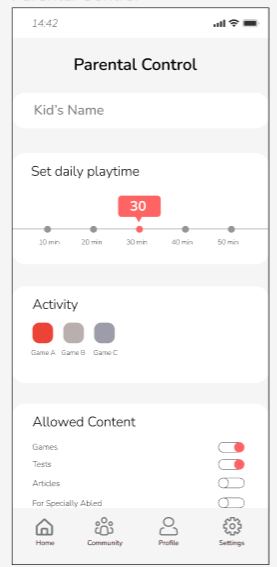 14:42
Parental Control
Kid's Name
Set daily playtime
30
10 min 20 min 30 min 40 min 50 min
Activity
Game A Game B Game C
Allowed Content
Games
Tests
Articles
For Specially Abled
Home Community Profile Settings